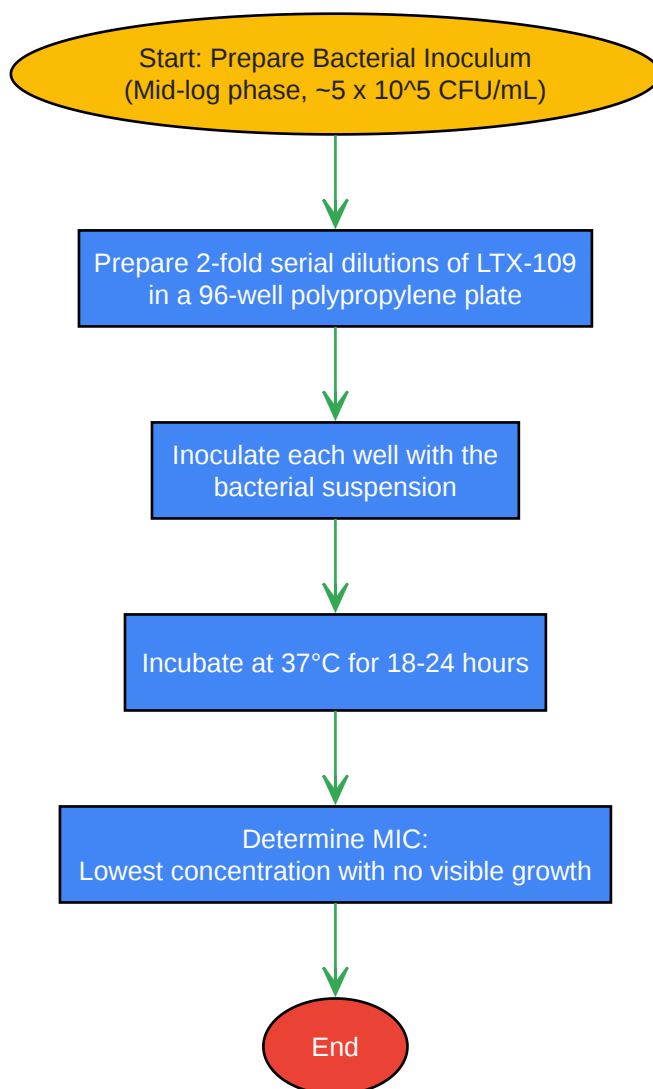 Start: Prepare Bacterial Inoculum
(Mid-log phase, ~5 x 10^5 CFU/mL)
Prepare 2-fold serial dilutions of LTX-109
in a 96-well polypropylene plate
Inoculate each well with the
bacterial suspension
Incubate at 37°C for 18-24 hours
Determine MIC:
Lowest concentration with no visible growth
End